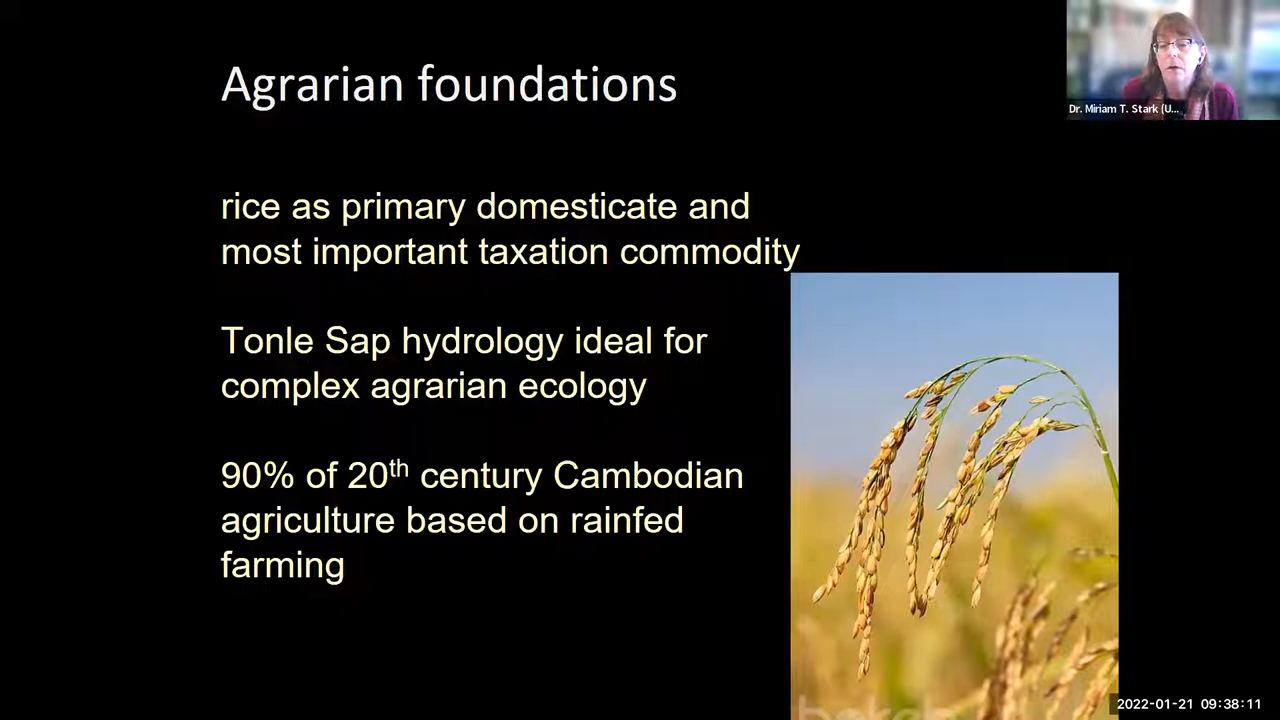 Agrarian foundations
Dr. Miriam T. Stark (U...
rice as primary domesticate and
most important taxation commodity
Tonle Sap hydrology ideal for
complex agrarian ecology
90% of 20th century Cambodian
agriculture based on rainfed
farming
2022-01-21 09:38:11